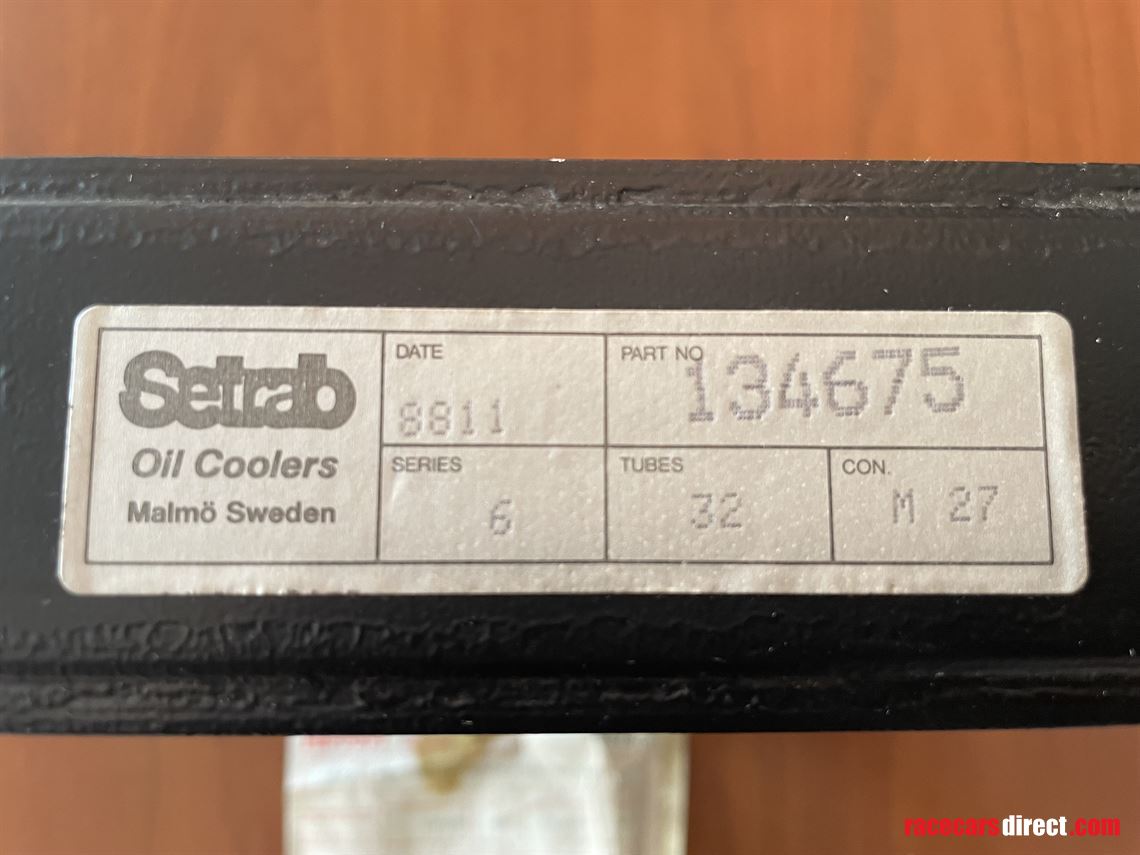 Setrab
Oil Coolers
Malmö Sweden
DATE
8811
PART NO
134675
SERIES
6
TUBES
32
CON.
M 27
racecarsdirect.com